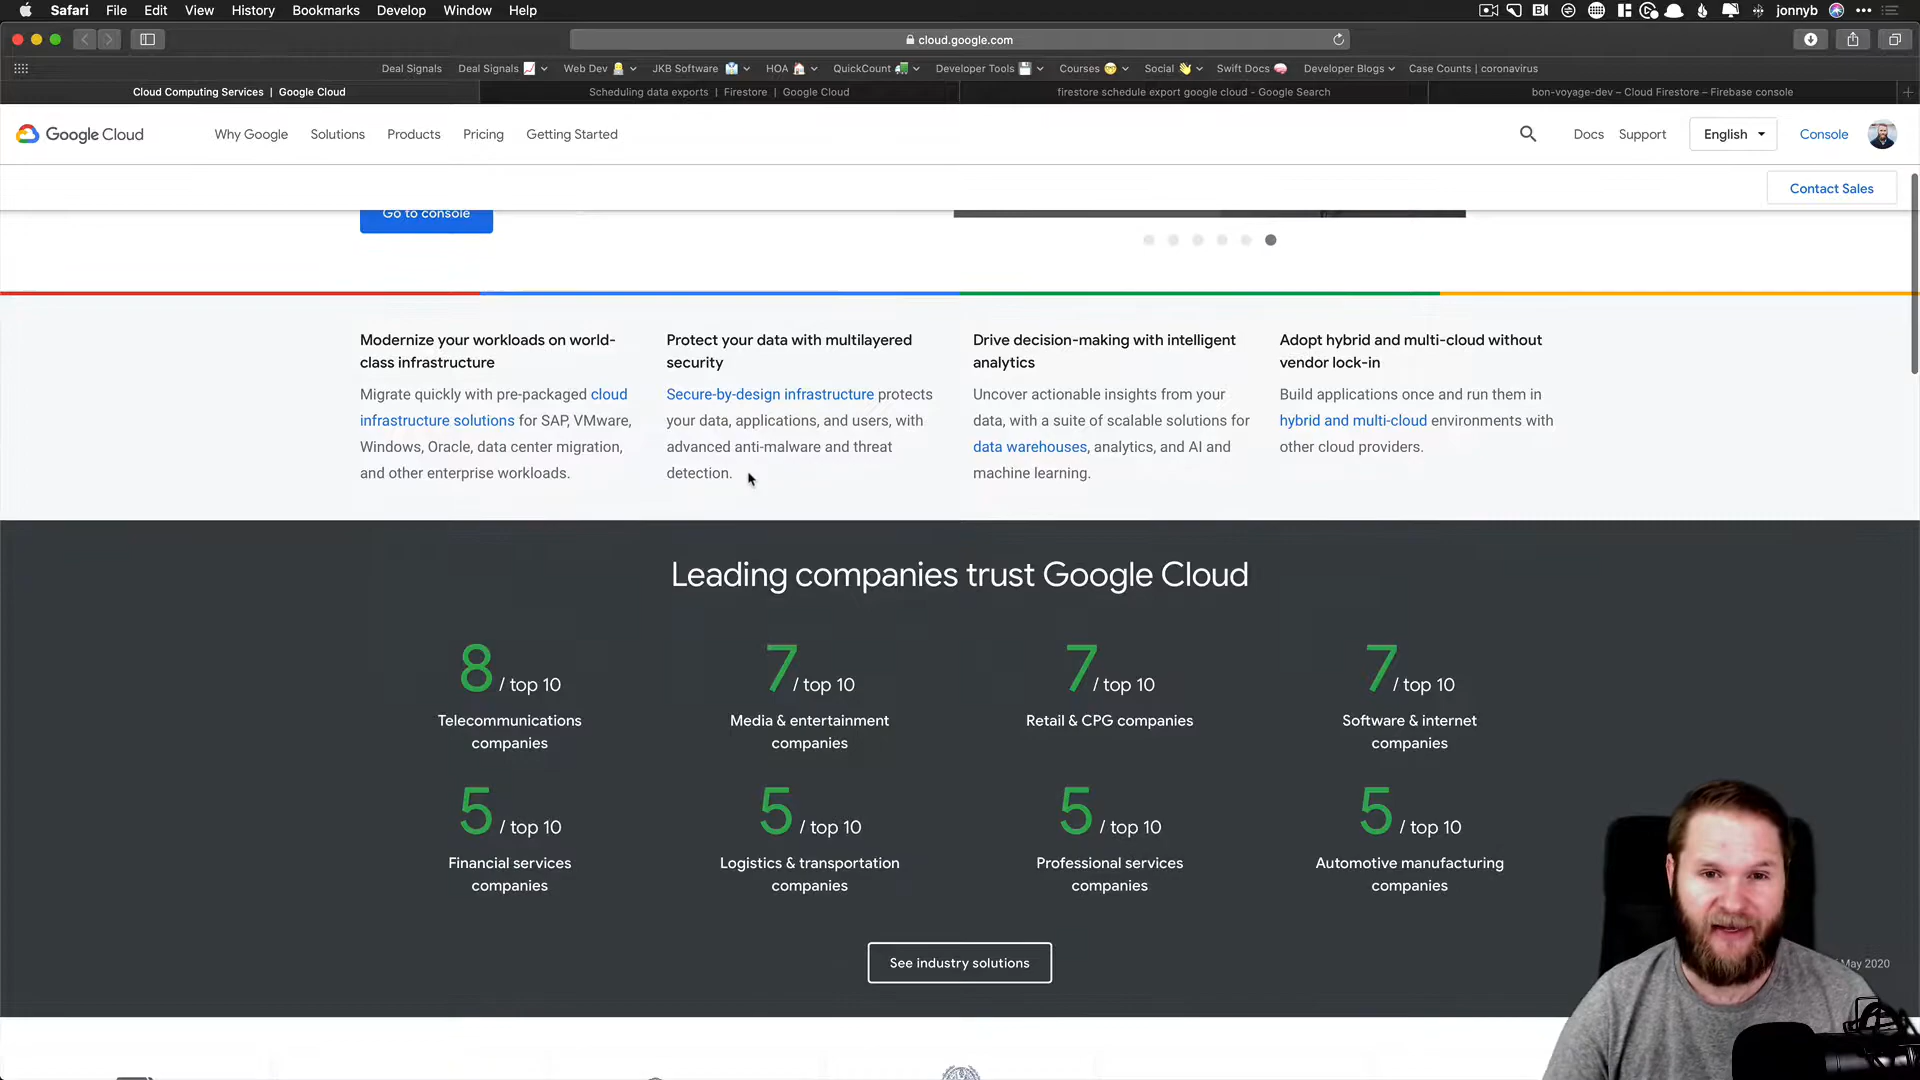 Safari File Edit View History Bookmarks Develop Window Help jonnyb
cloud.google.com
Deal Signals Deal Signals Web Dev JKB Software HOA QuickCount Developer Tools Courses Social Swift Docs Developer Blogs Case Counts | coronavirus
Cloud Computing Services | Google Cloud Scheduling data exports | Firestore | Google Cloud firestore schedule export google cloud - Google Search bon-voyage-dev – Cloud Firestore – Firebase console
Google Cloud Why Google Solutions Products Pricing Getting Started Docs Support English Console
Contact Sales
Go to console
Modernize your workloads on world-
class infrastructure
Migrate quickly with pre-packaged cloud
infrastructure solutions for SAP, VMware,
Windows, Oracle, data center migration,
and other enterprise workloads.
Protect your data with multilayered
security
Secure-by-design infrastructure protects
your data, applications, and users, with
advanced anti-malware and threat
detection.
Drive decision-making with intelligent
analytics
Uncover actionable insights from your
data, with a suite of scalable solutions for
data warehouses, analytics, and AI and
machine learning.
Adopt hybrid and multi-cloud without
vendor lock-in
Build applications once and run them in
hybrid and multi-cloud environments with
other cloud providers.
Leading companies trust Google Cloud
8 / top 10
Telecommunications
companies
7 / top 10
Media & entertainment
companies
7 / top 10
Retail & CPG companies
7 / top 10
Software & internet
companies
5 / top 10
Financial services
companies
5 / top 10
Logistics & transportation
companies
5 / top 10
Professional services
companies
5 / top 10
Automotive manufacturing
companies
See industry solutions
May 2020